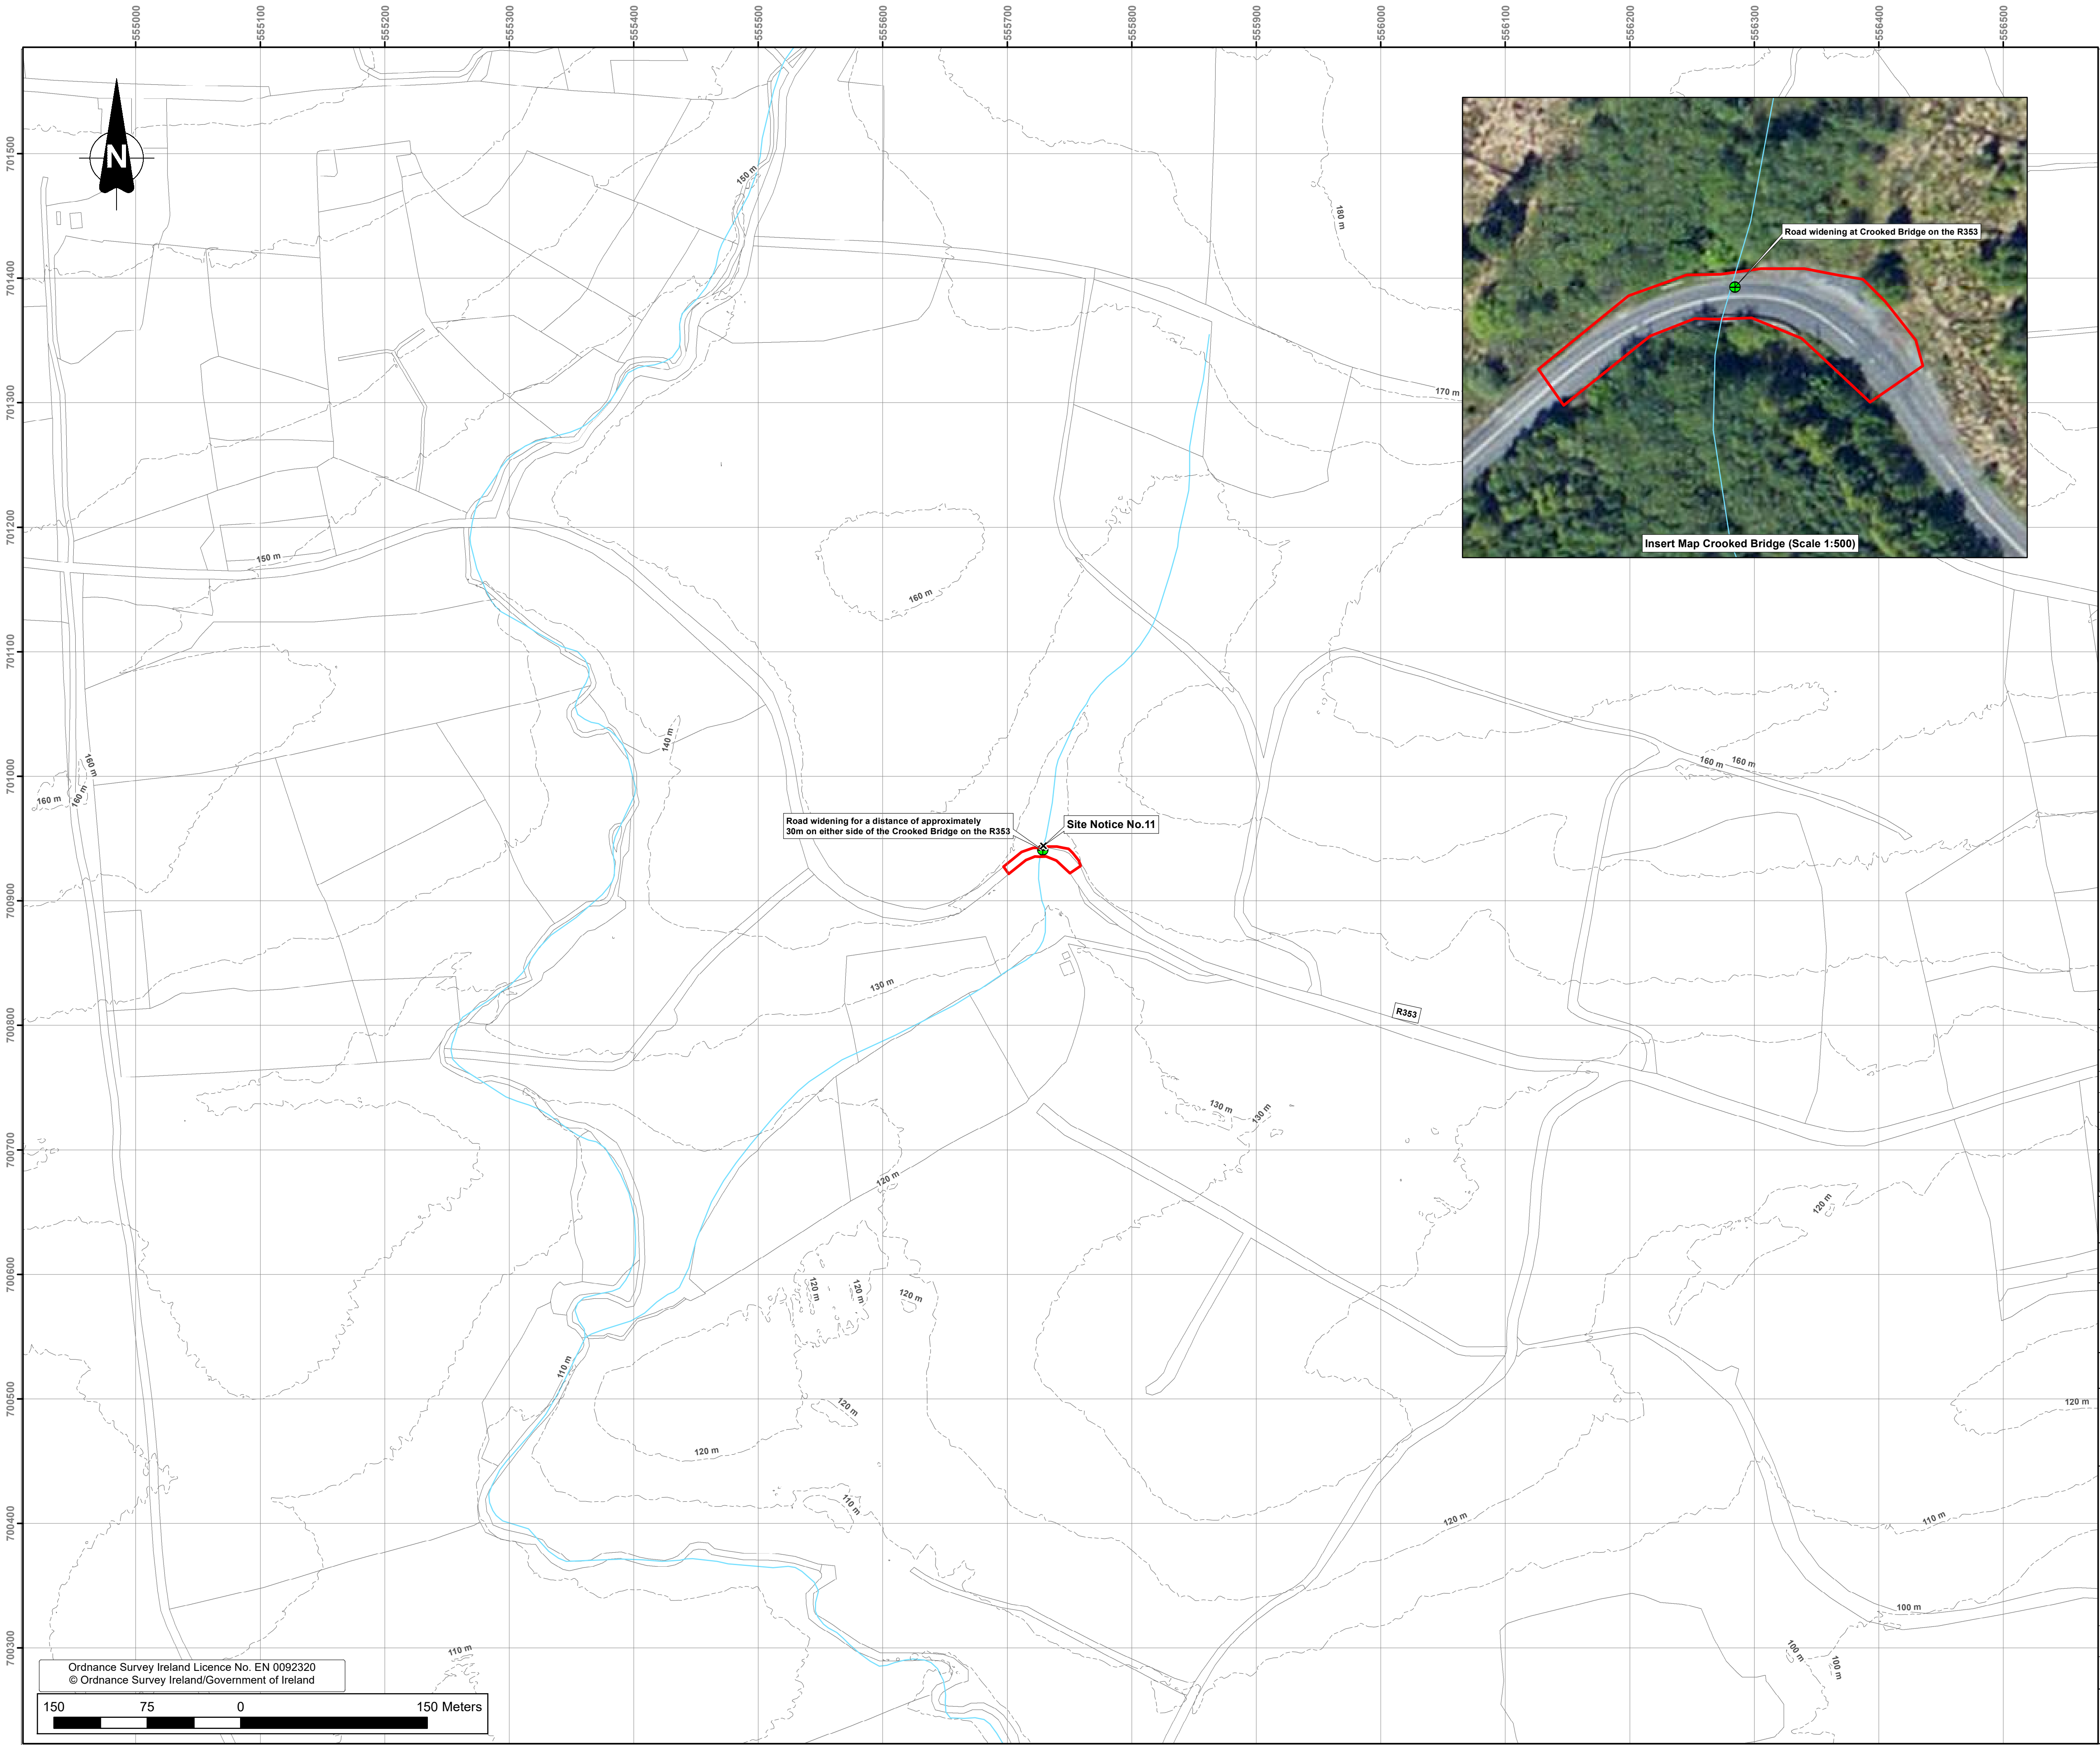 555000
555100
555200
555300
555400
555500
555600
555700
555800
555900
556000
556100
556200
556300
556400
556500
701500
701400
701300
701200
701100
701000
700900
700800
700700
700600
700500
700400
700300
N
150 m
180 m
170 m
Road widening at Crooked Bridge on the R353
Insert Map Crooked Bridge (Scale 1:500)
150 m
160 m
140 m
160 m
160 m
160 m
160 m
160 m
Road widening for a distance of approximately
30m on either side of the Crooked Bridge on the R353
Site Notice No.11
130 m
R353
130 m
130 m
120 m
120 m
120 m
120 m
120 m
110 m
120 m
120 m
120 m
110 m
120 m
110 m
100 m
100 m
100 m
110 m
Ordnance Survey Ireland Licence No. EN 0092320
© Ordnance Survey Ireland/Government of Ireland
150 75 0 150 Meters